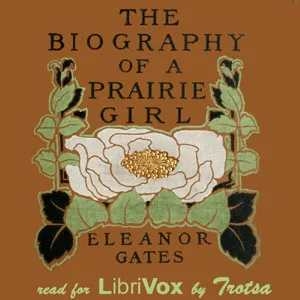 THE
BIOGRAPHY
OF A
PRAIRIE
GIRL
ELEANOR
GATES
read for LibriVox by Trotsa